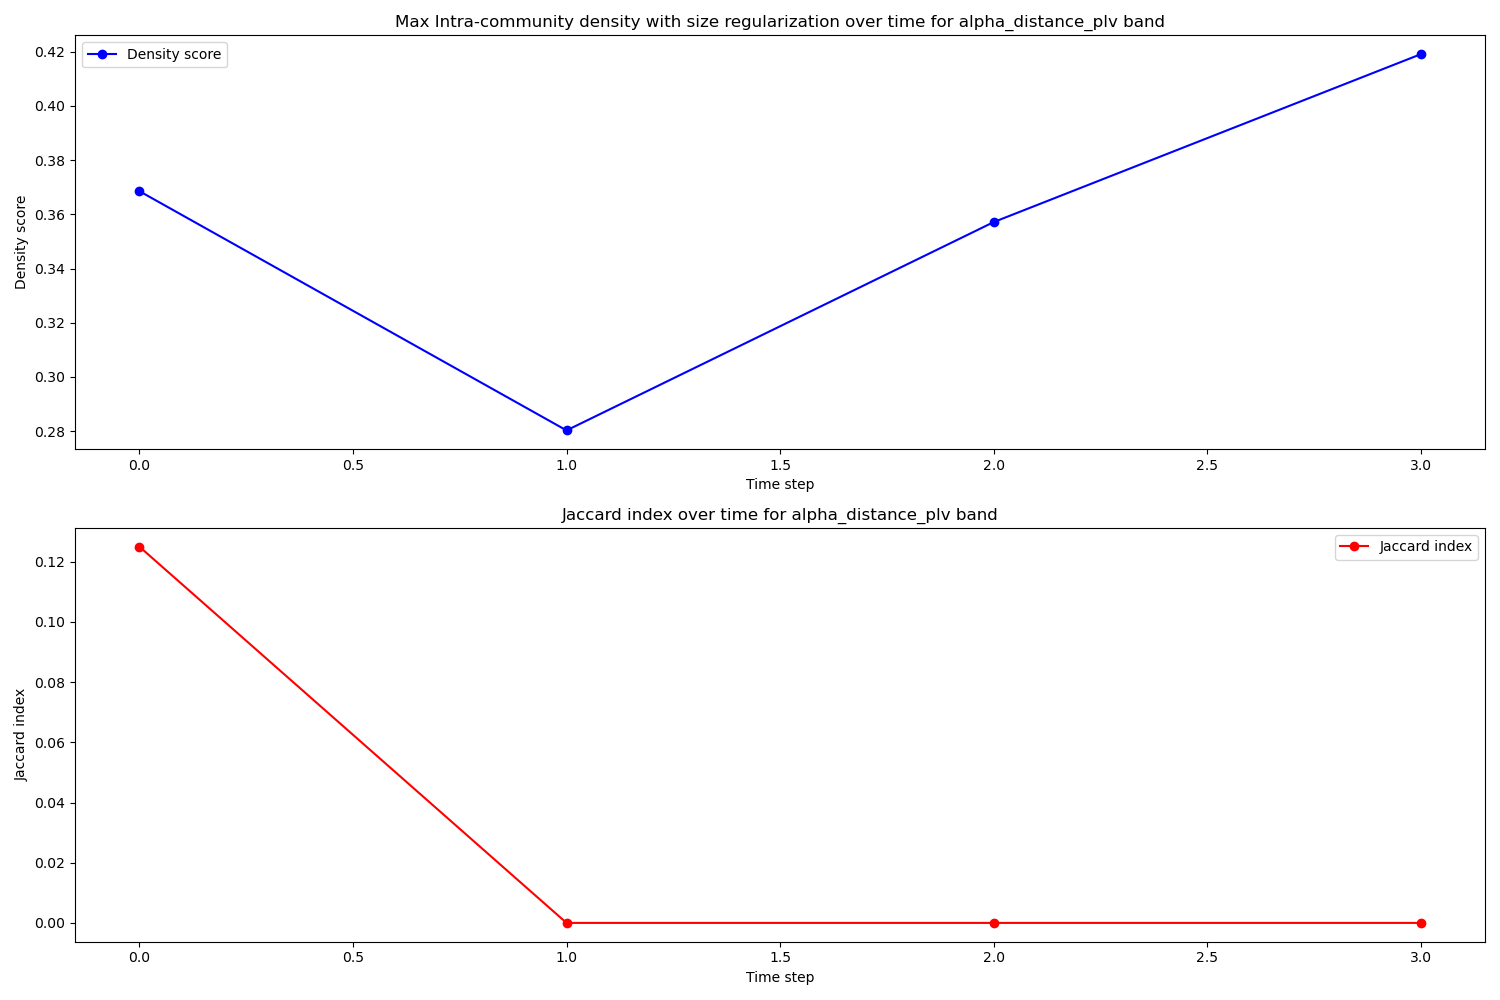 Max Intra-community density with size regularization over time for alpha_distance_plv band
Density score
0.42
0.40
0.38
0.36
0.34
0.32
0.30
0.28
Density score
0.0 0.5 1.0 1.5 2.0 2.5 3.0
Time step
Jaccard index over time for alpha_distance_plv band
Jaccard index
0.12
0.10
0.08
0.06
0.04
0.02
0.00
Jaccard index
0.0 0.5 1.0 1.5 2.0 2.5 3.0
Time step